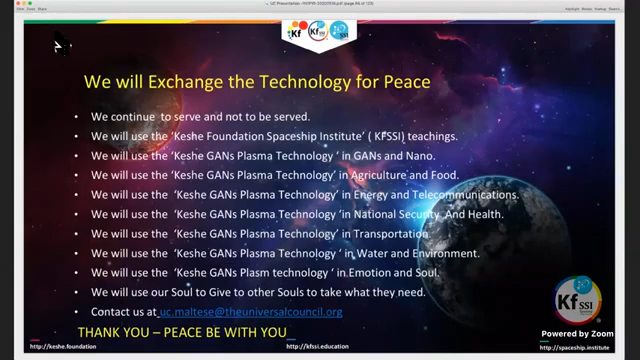 We will Exchange the Technology for Peace
• We continue to serve and not to be served.
• We will use the ‘Keshe Foundation Spaceship Institute’ ( KFSSI) teachings.
• We will use the ‘Keshe GANs Plasma Technology ‘ in GANs and Nano.
• We will use the ‘Keshe GANs Plasma Technology’ in Agriculture and Food.
• We will use the ‘Keshe GANs Plasma Technology’ in Energy and Telecommunications.
• We will use the ‘Keshe GANs Plasma Technology ‘in National Security And Health.
• We will use the ‘Keshe GANs Plasma Technology’ in Transportation.
• We will use the ‘Keshe GANs Plasma Technology ‘ in Water and Environment.
• We will use the ‘Keshe GANs Plasm technology ‘ in Emotion and Soul.
• We will use our Soul to Give to other Souls to take what they need.
• Contact us at uc.maltese@theuniversalcouncil.org
THANK YOU – PEACE BE WITH YOU
Kf SSI
Powered by Zoom
http://keshe.foundation
http://kfssi.education
http://spaceship.institute